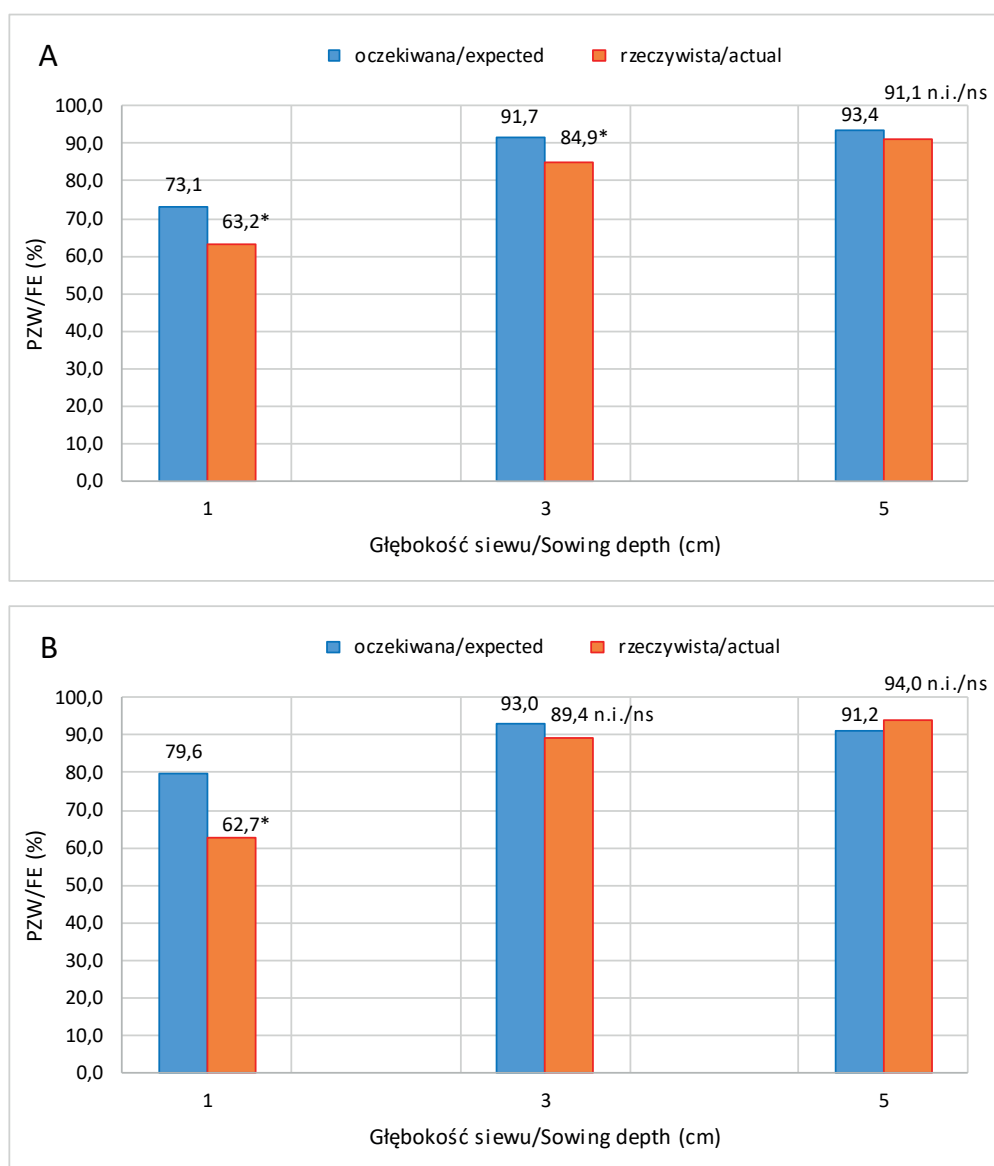 A
oczekiwana/expected rzeczywista/actual
91,1 n.i./ns
100,0
91,7
93,4
84,9*
90,0
80,0
73,1
70,0
63,2*
60,0
50,0
40,0
30,0
20,0
10,0
0,0
PZW/FE (%)
1 3 5
Głębokość siewu/Sowing depth (cm)
B
oczekiwana/expected rzeczywista/actual
94,0 n.i./ns
100,0
93,0
89,4 n.i./ns
91,2
90,0
79,6
80,0
70,0
62,7*
60,0
50,0
40,0
30,0
20,0
10,0
0,0
PZW/FE (%)
1 3 5
Głębokość siewu/Sowing depth (cm)